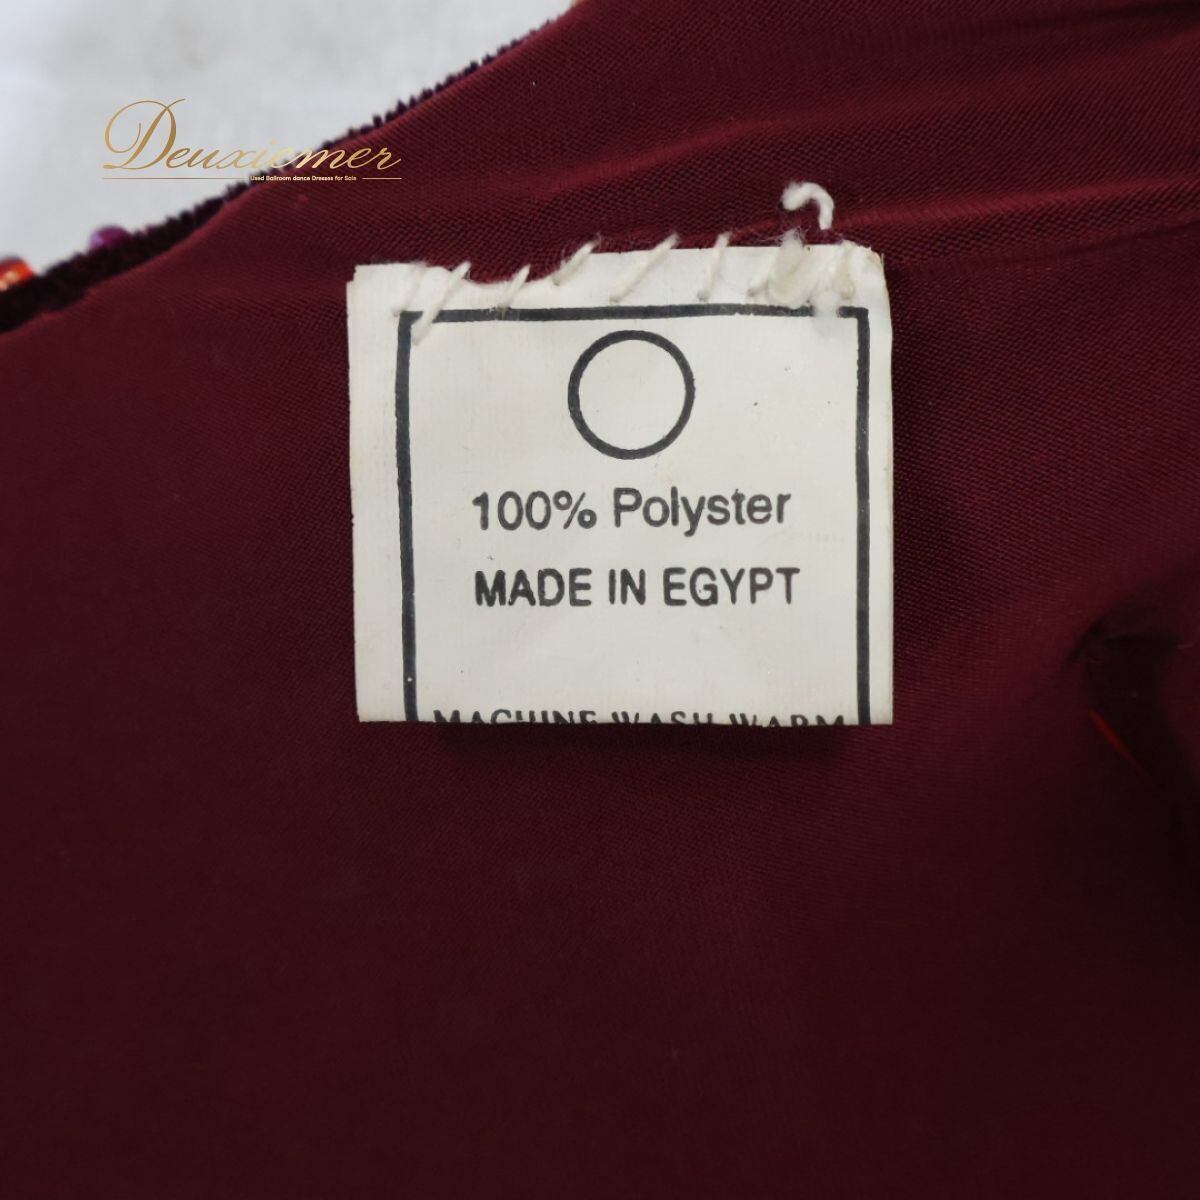 Deuxiemer
Used Ballroom dance Dresses for Sale
100% Polyster
MADE IN EGYPT
MACHINE WASH WARM